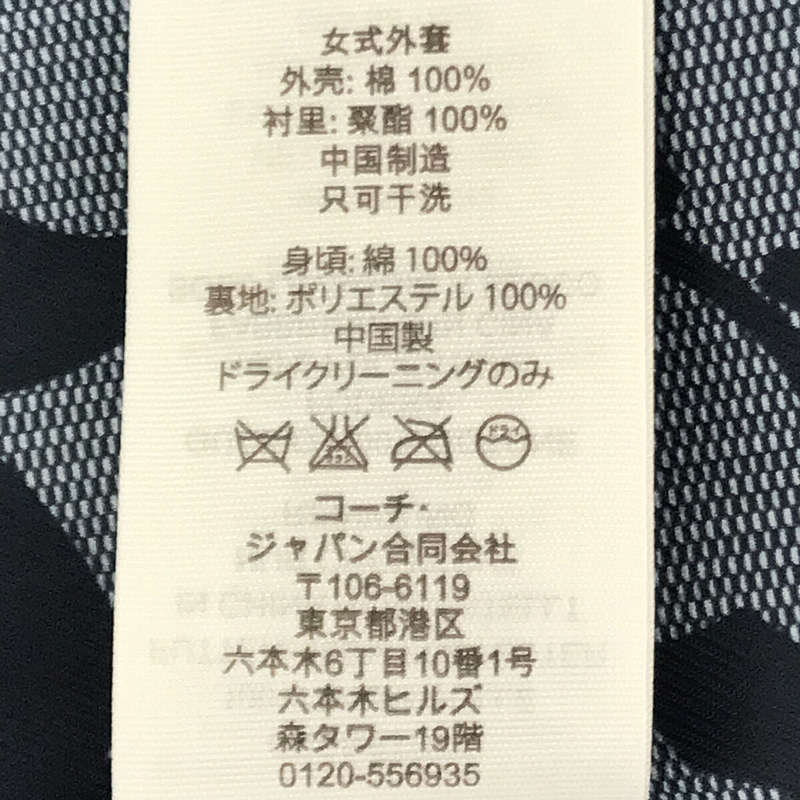 女式外套
外壳: 棉 100%
衬里: 聚酯 100%
中国制造
只可干洗
身頃: 綿 100%
裏地: ポリエステル 100%
中国製
ドライクリーニングのみ
ドライ
コーチ・
ジャパン合同会社
〒106-6119
東京都港区
六本木6丁目10番1号
六本木ヒルズ
森タワー19階
0120-556935